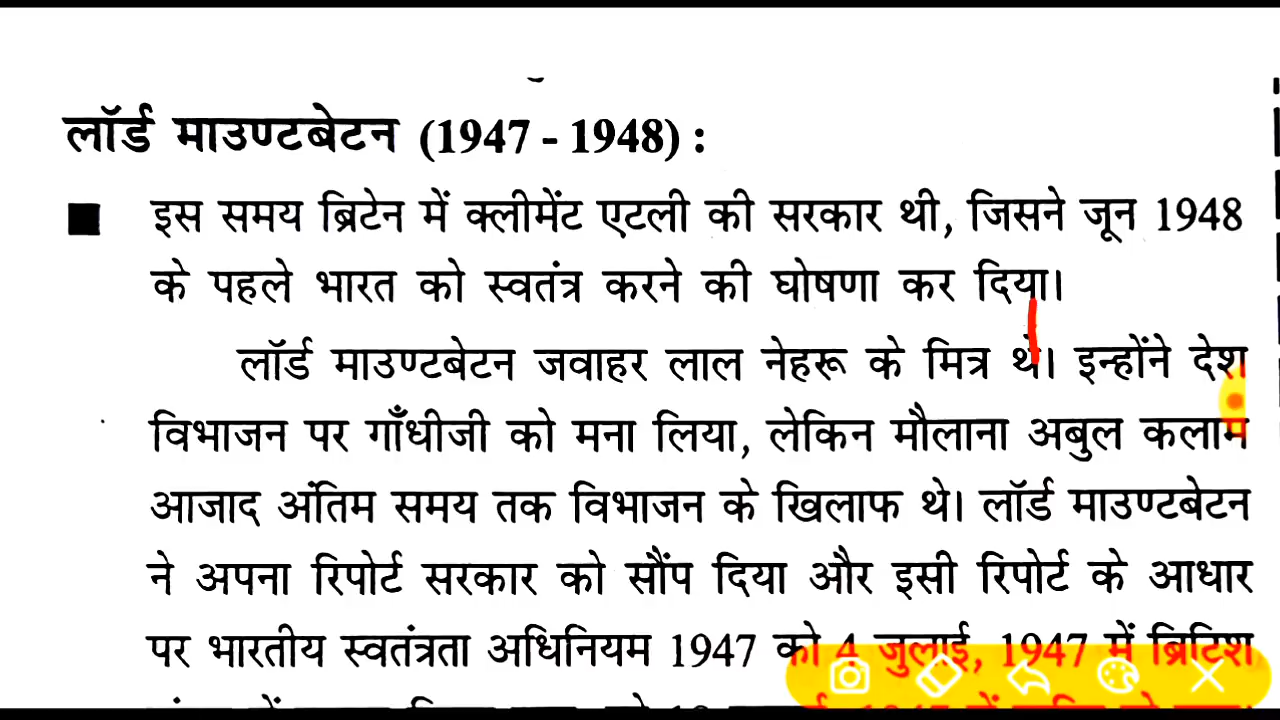 लॉर्ड माउण्टबेटन (1947 - 1948) :
■ इस समय ब्रिटेन में क्लीमेंट एटली की सरकार थी, जिसने जून 1948
के पहले भारत को स्वतंत्र करने की घोषणा कर दिया।
लॉर्ड माउण्टबेटन जवाहर लाल नेहरू के मित्र थे। इन्होंने देश
विभाजन पर गाँधीजी को मना लिया, लेकिन मौलाना अबुल कलाम
आजाद अंतिम समय तक विभाजन के खिलाफ थे। लॉर्ड माउण्टबेटन
ने अपना रिपोर्ट सरकार को सौंप दिया और इसी रिपोर्ट के आधार
पर भारतीय स्वतंत्रता अधिनियम 1947 को 4 जुलाई, 1947 में ब्रिटिश